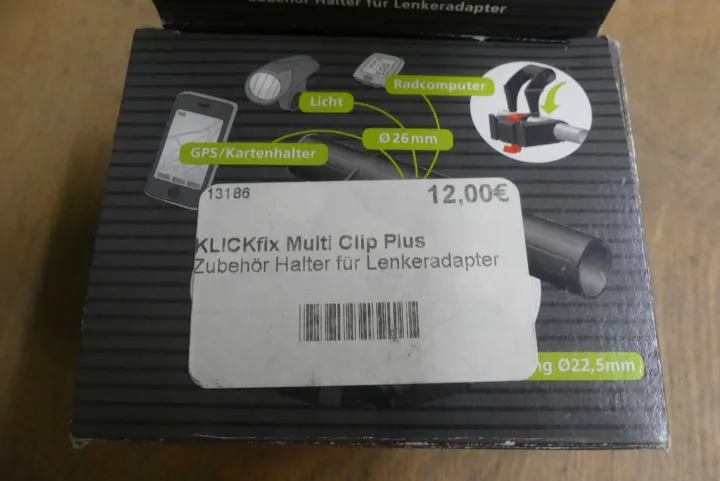 Zubehör Halter für Lenkeradapter
Radcomputer
Licht
Ø26mm
GPS/Kartenhalter
13186
12,00€
KLICKfix Multi Clip Plus
Zubehör Halter für Lenkeradapter
ng Ø22,5mm